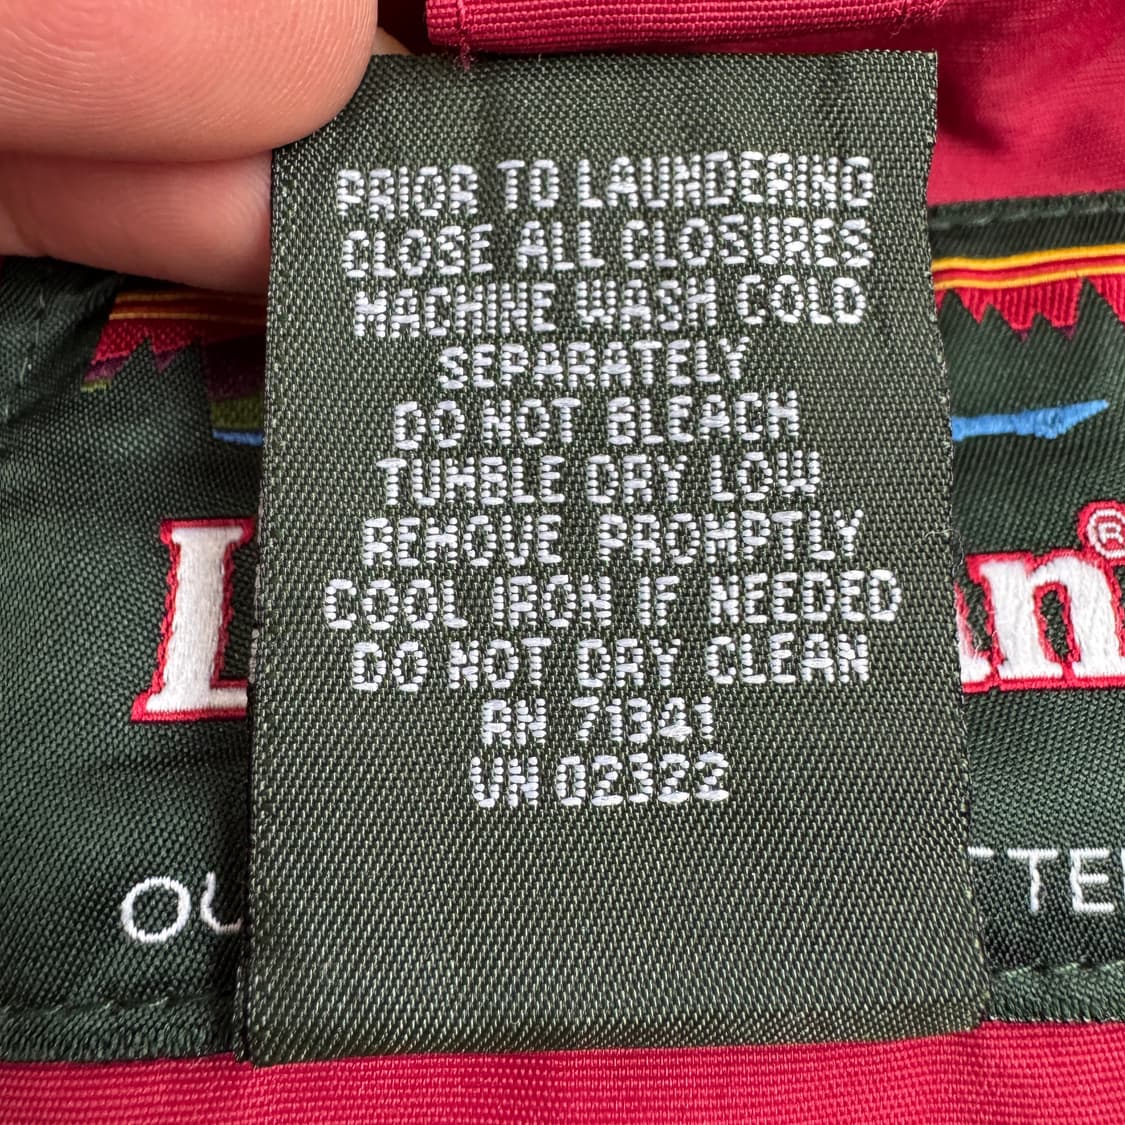 PRIOR TO LAUNDERING
CLOSE ALL CLOSURES
MACHINE WASH COLD
SEPARATELY
DO NOT BLEACH
TUMBLE DRY LOW
REMOVE PROMPTLY
COOL IRON IF NEEDED
DO NOT DRY CLEAN
RN 71341
VN 02322